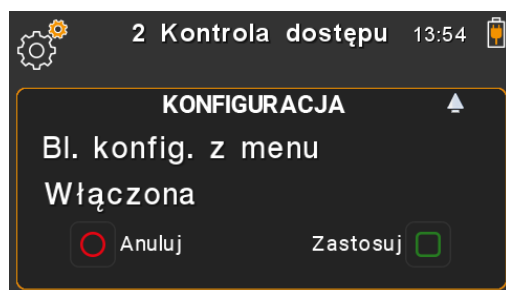 2 Kontrola dostępu 13:54
KONFIGURACJA
Bl. konfig. z menu
Włączona
Anuluj Zastosuj